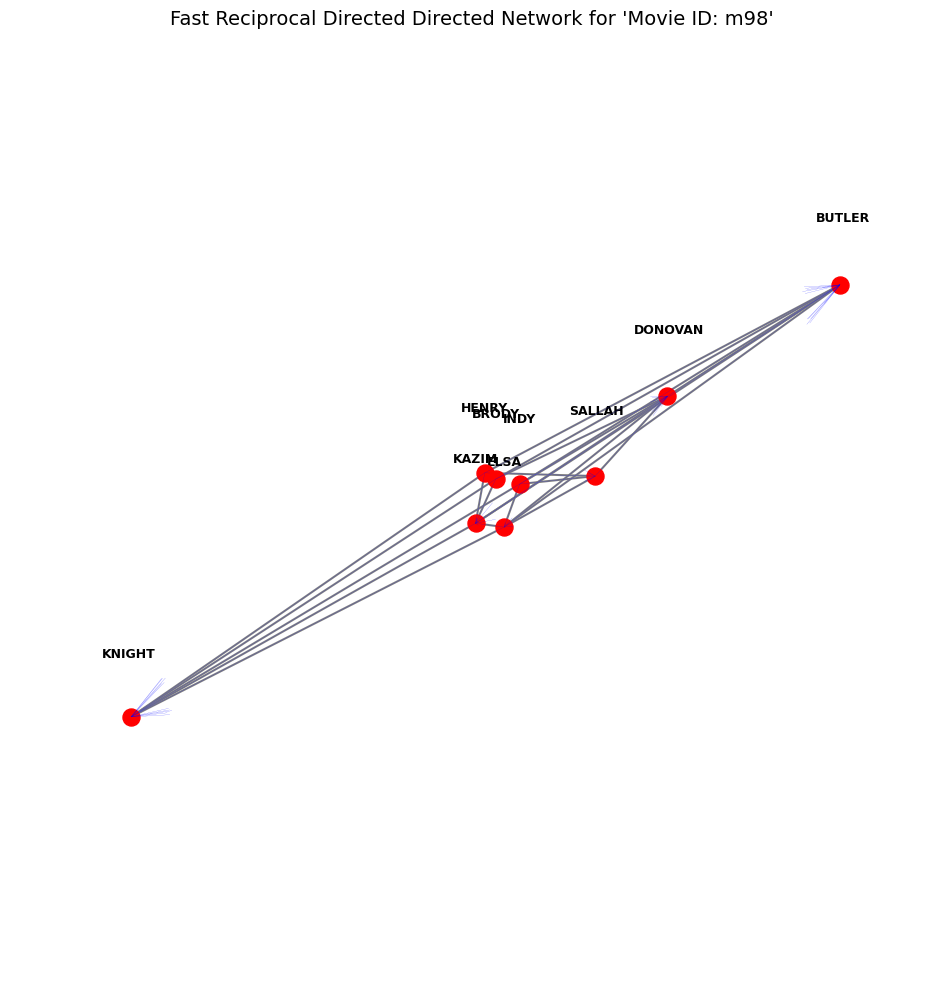 Fast Reciprocal Directed Directed Network for 'Movie ID: m98'
BUTLER
DONOVAN
HENRY
BRODY
SALLAH
INDY
KAZIM
ELSA
KNIGHT